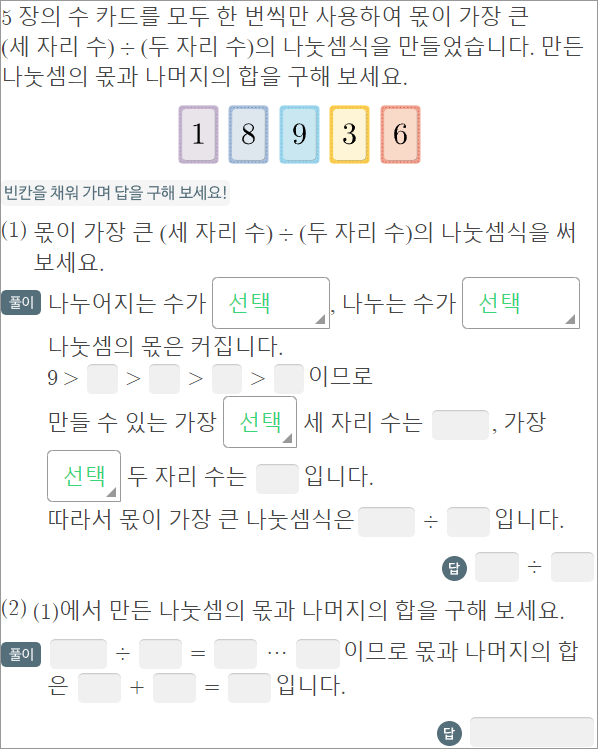 5 장의 수 카드를 모두 한 번씩만 사용하여 몫이 가장 큰
(세 자리 수) ÷ (두 자리 수)의 나눗셈식을 만들었습니다. 만든
나눗셈의 몫과 나머지의 합을 구해 보세요.
1 8 9 3 6
빈칸을 채워 가며 답을 구해 보세요!
(1) 몫이 가장 큰 (세 자리 수) ÷ (두 자리 수)의 나눗셈식을 써
보세요.
풀이 나누어지는 수가 선택 , 나누는 수가 선택
나눗셈의 몫은 커집니다.
9 > > > > 이므로
만들 수 있는 가장 선택 세 자리 수는 , 가장
선택 두 자리 수는 입니다.
따라서 몫이 가장 큰 나눗셈식은 ÷ 입니다.
답 ÷
(2) (1)에서 만든 나눗셈의 몫과 나머지의 합을 구해 보세요.
풀이 ÷ = ⋯ 이므로 몫과 나머지의 합
은 + = 입니다.
답